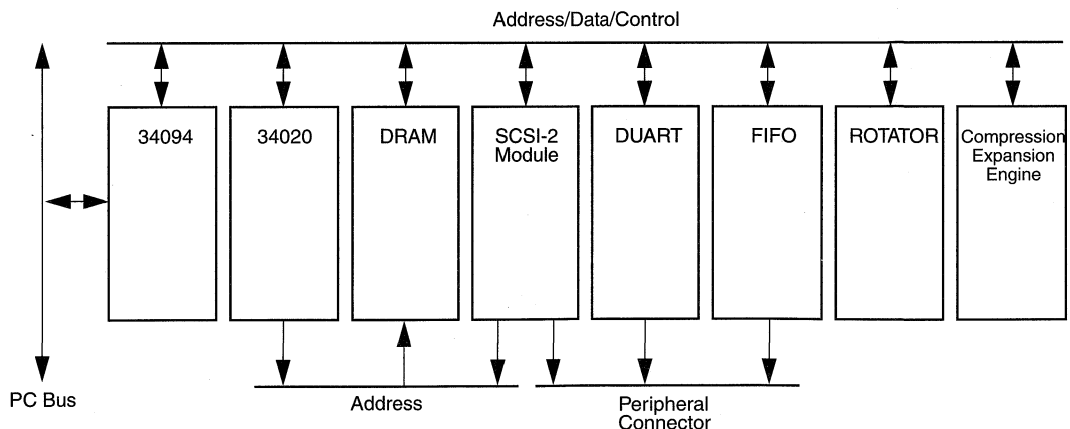 Address/Data/Control
34094
34020
DRAM
SCSI-2
Module
DUART
FIFO
ROTATOR
Compression
Expansion
Engine
PC Bus
Address
Peripheral
Connector